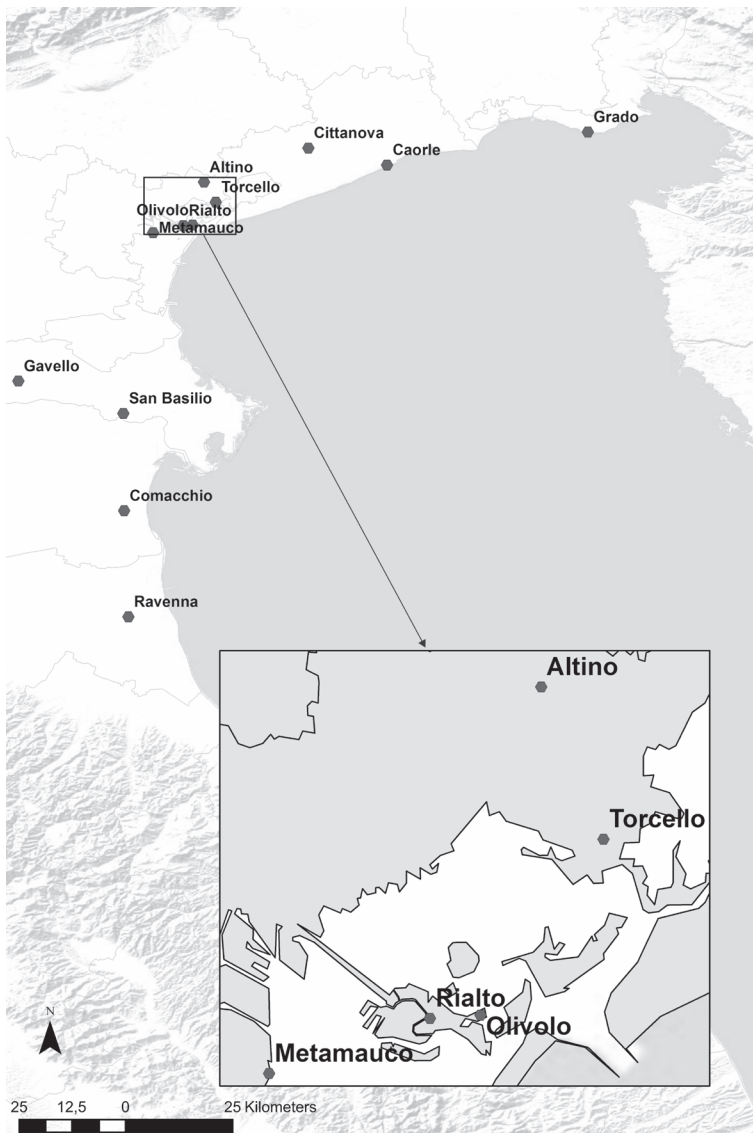 Grado
Cittanova
Caorle
Altino
Torcello
OlivoloRialto
Metamauco
Gavello
San Basilio
Comacchio
Ravenna
Altino
Torcello
Rialto
Olivolo
Metamauco
N
25 12,5 0 25 Kilometers